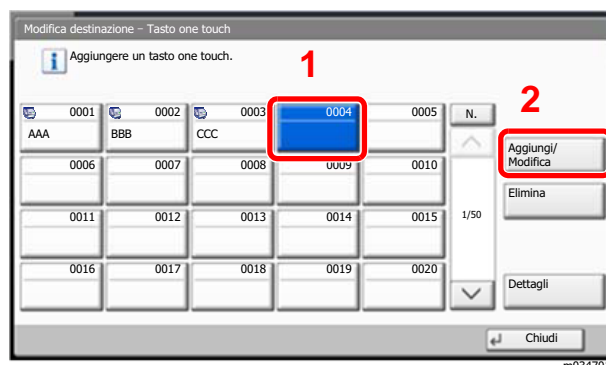 Modifica destinazione - Tasto one touch
Aggiungere un tasto one touch.
1
0001 0002 0003 0004 0005 N.
AAA BBB CCC
2
Aggiungi/
Modifica
0006 0007 0008 0009 0010
Elimina
0011 0012 0013 0014 0015 1/50
0016 0017 0018 0019 0020
Dettagli
Chiudi